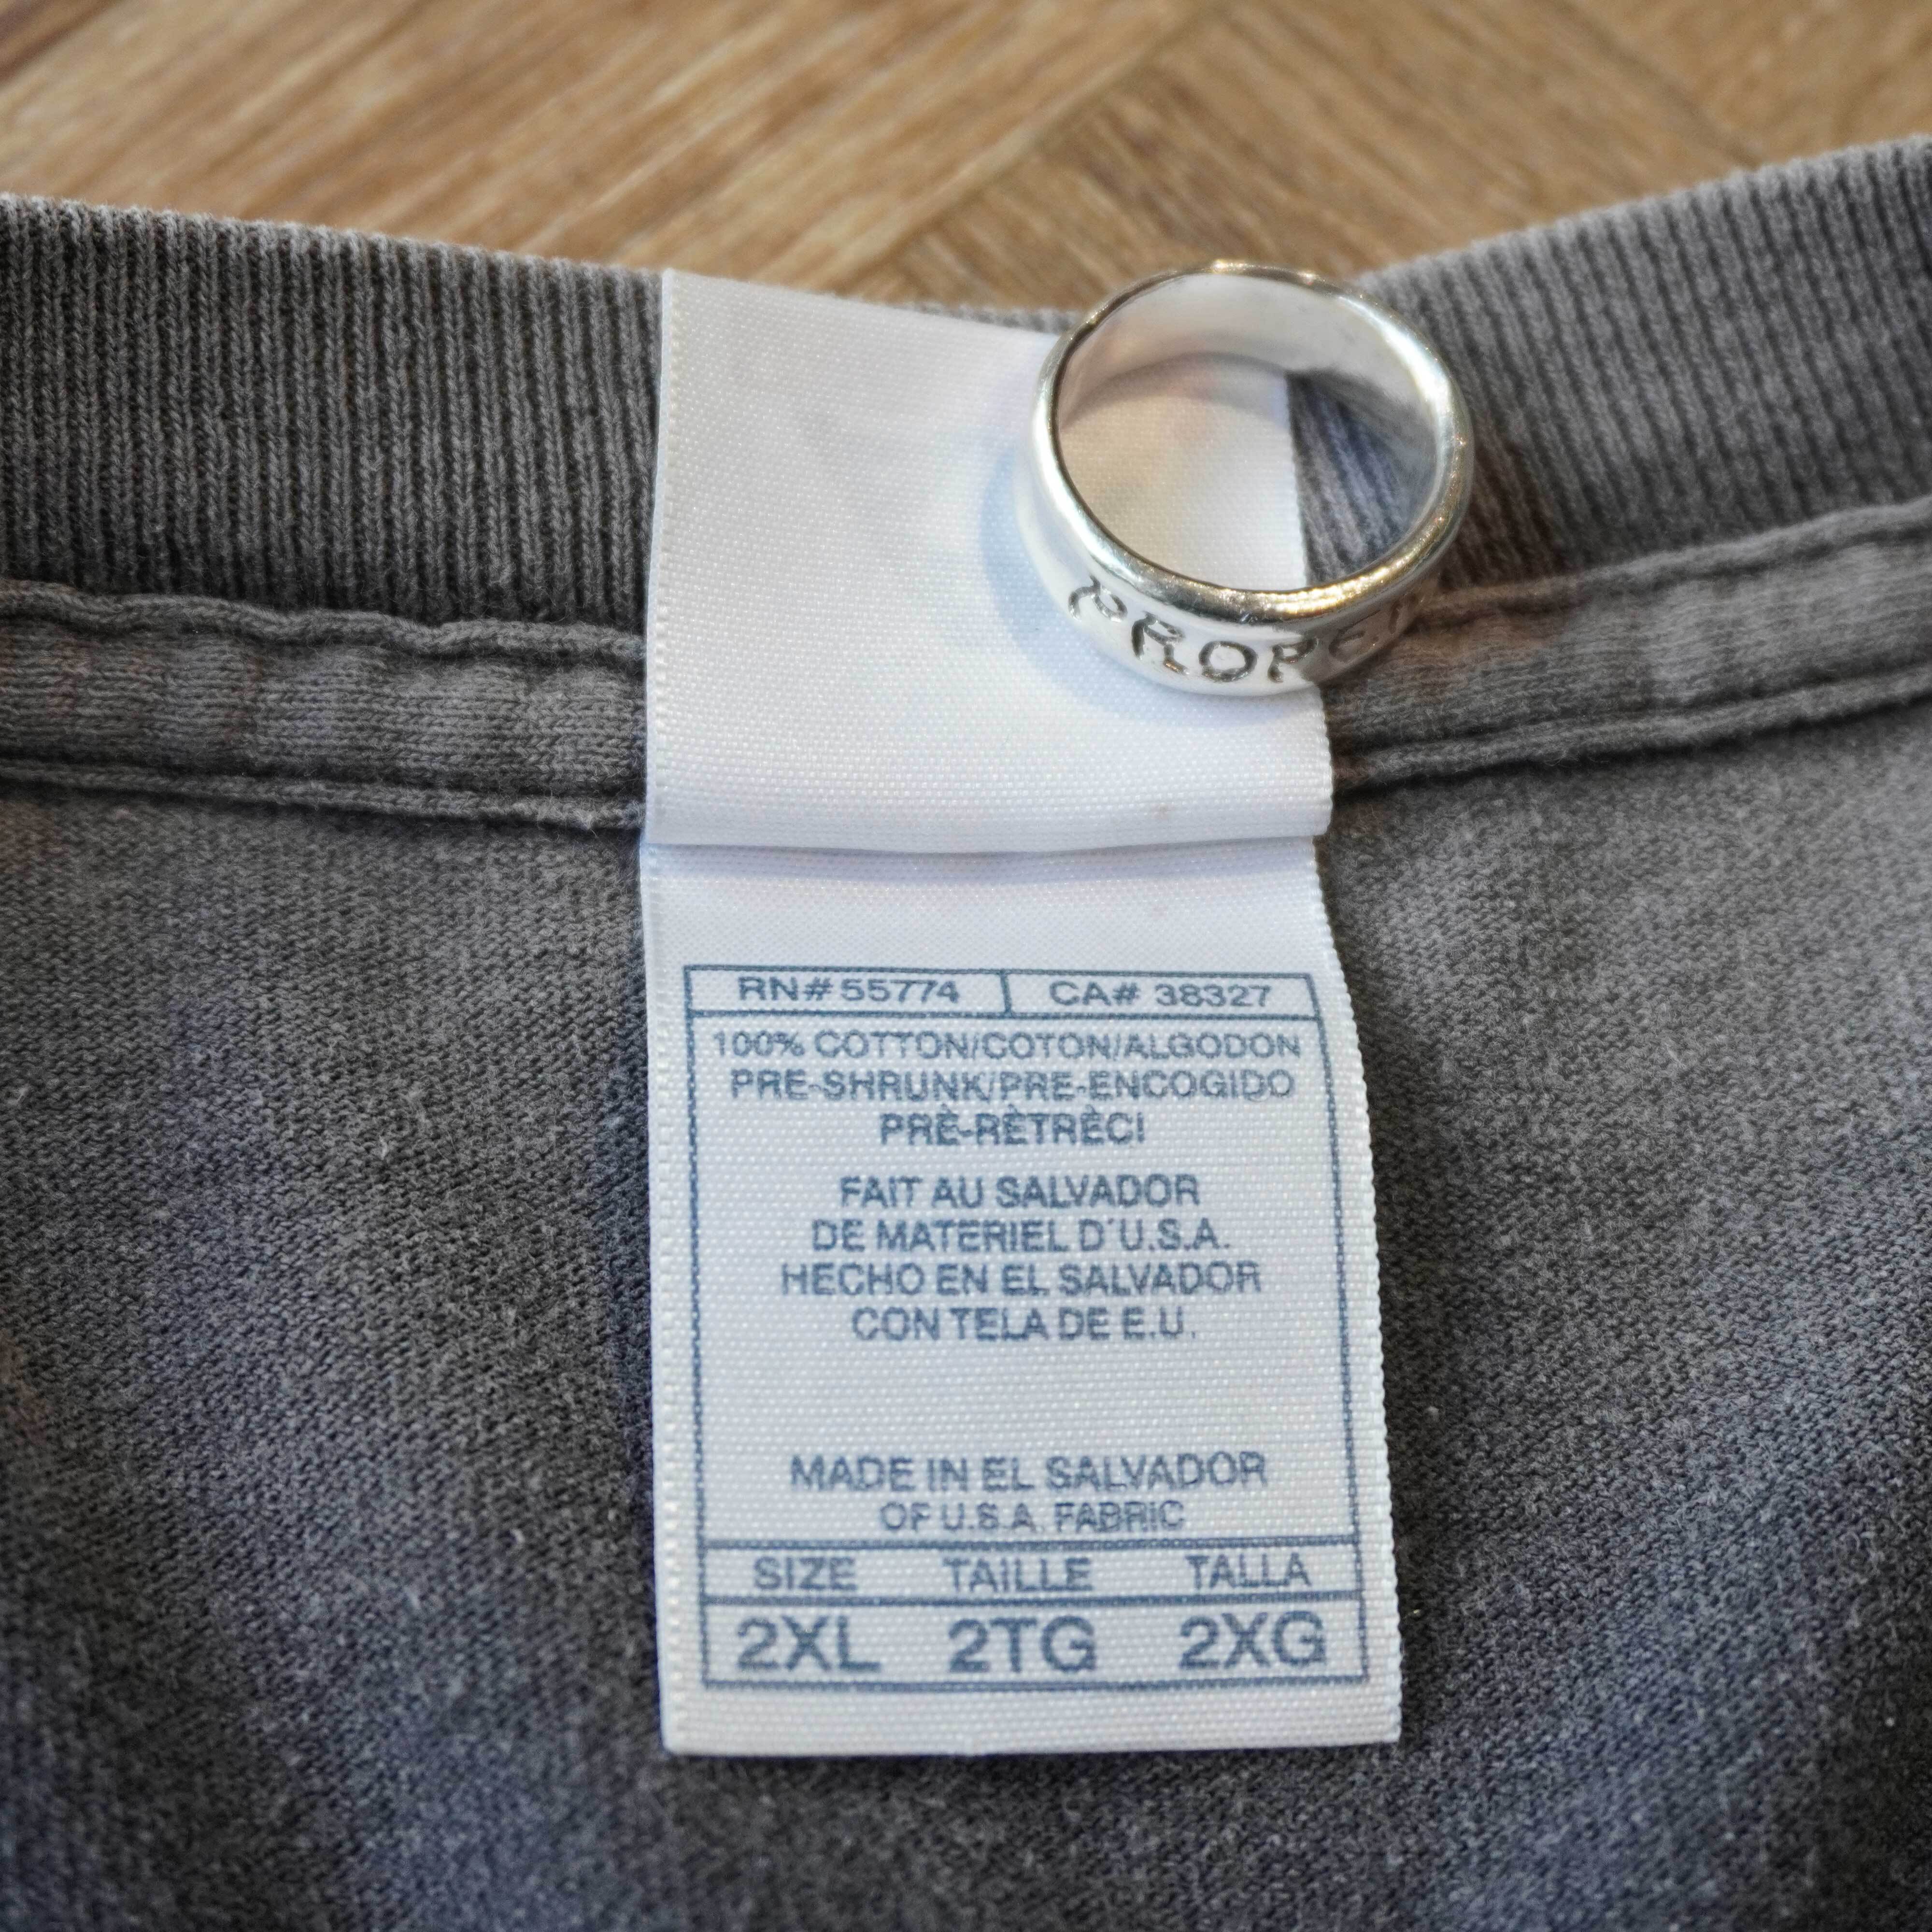 PROPE
RN# 55774 CA# 38327
100% COTTON/COTON/ALGODON
PRE-SHRUNK/PRE-ENCOGIDO
PRÈ-RÈTRÈCI
FAIT AU SALVADOR
DE MATERIEL D'U.S.A.
HECHO EN EL SALVADOR
CON TELA DE E.U.
MADE IN EL SALVADOR
OF U.S.A. FABRIC
SIZE TAILLE TALLA
2XL 2TG 2XG